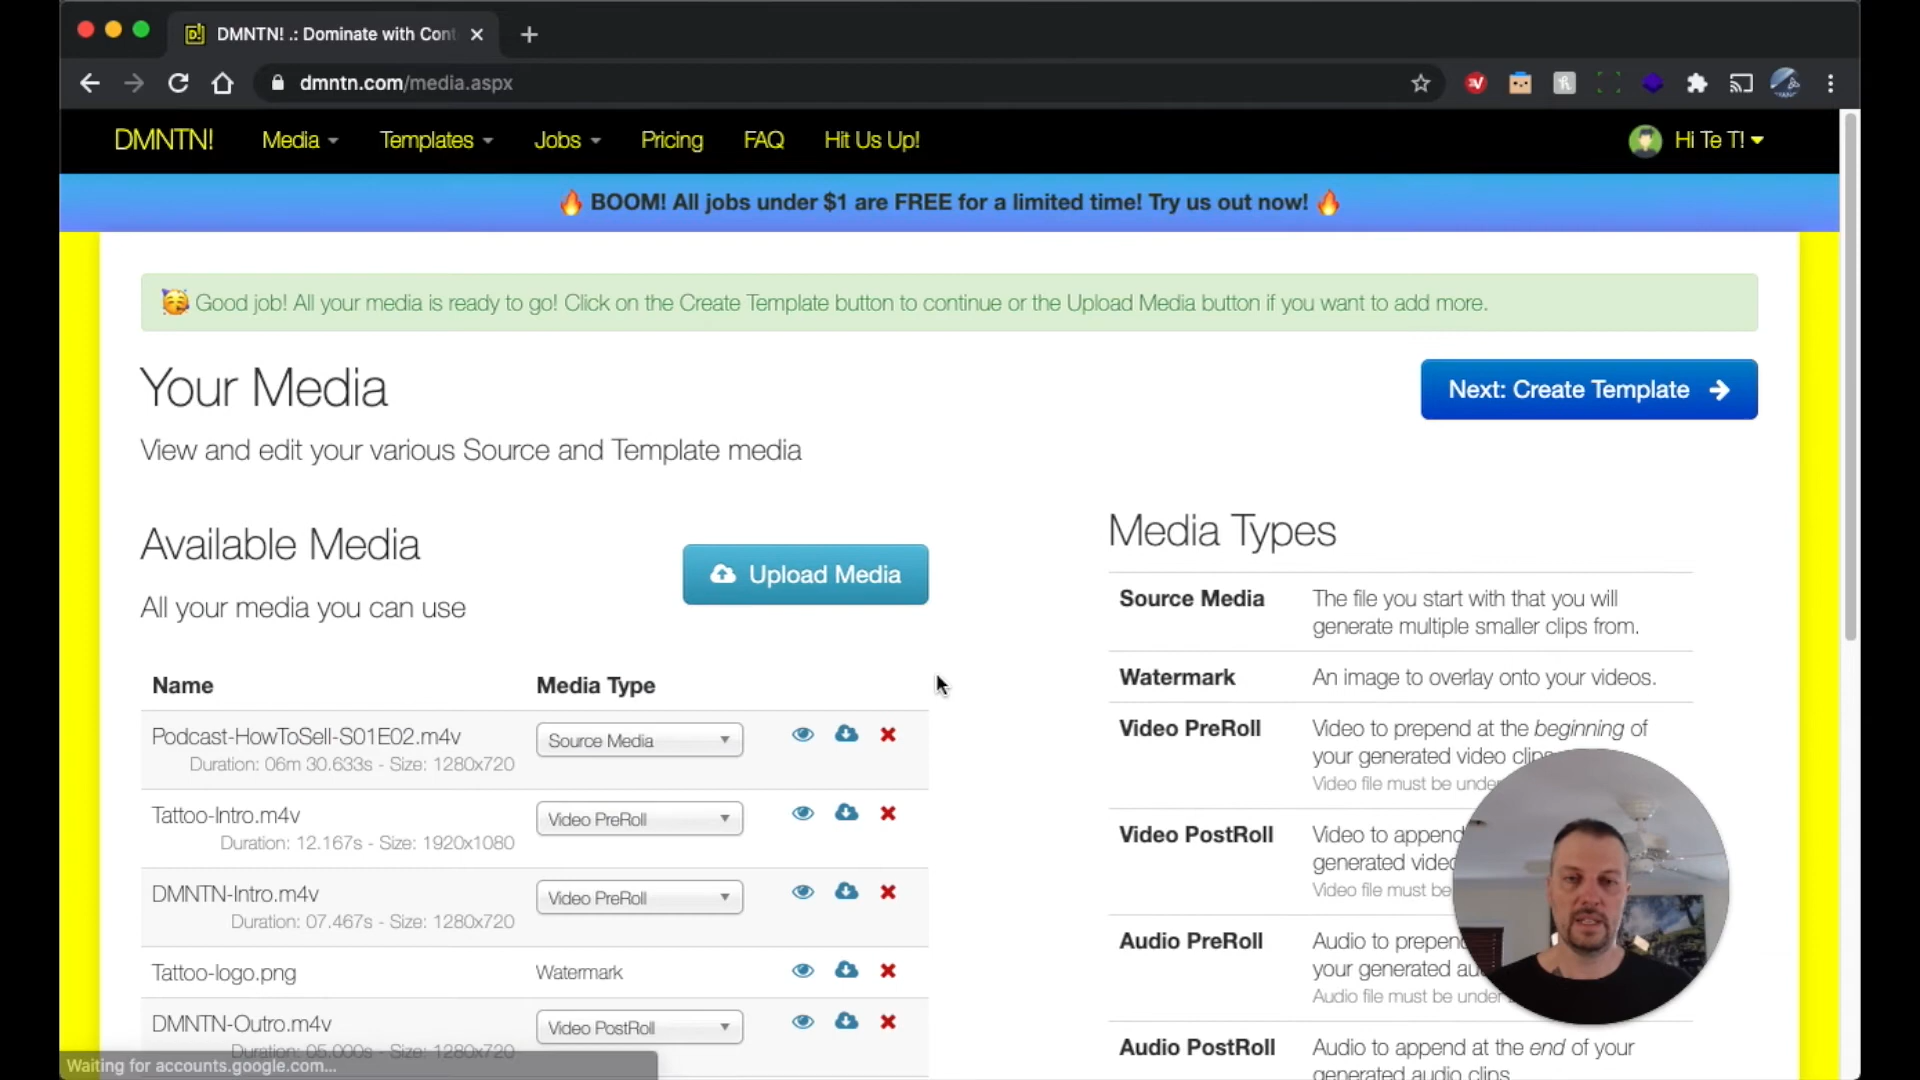 DMNTN! .: Dominate with Cont
dmntn.com/media.aspx
DMNTN! Media Templates Jobs Pricing FAQ Hit Us Up! Hi Te T!
🔥 BOOM! All jobs under $1 are FREE for a limited time! Try us out now! 🔥
🥳 Good job! All your media is ready to go! Click on the Create Template button to continue or the Upload Media button if you want to add more.
Your Media
Next: Create Template
View and edit your various Source and Template media
Available Media
Upload Media
All your media you can use
Name Media Type
Podcast-HowToSell-S01E02.m4v Source Media
Duration: 06m 30.633s - Size: 1280x720
Tattoo-Intro.m4v Video PreRoll
Duration: 12.167s - Size: 1920x1080
DMNTN-Intro.m4v Video PreRoll
Duration: 07.467s - Size: 1280x720
Tattoo-logo.png Watermark
DMNTN-Outro.m4v Video PostRoll
Duration: 05.000s - Size: 1280x720
Media Types
Source Media The file you start with that you will
generate multiple smaller clips from.
Watermark An image to overlay onto your videos.
Video PreRoll Video to prepend at the beginning of
your generated video clips
Video file must be unde
Video PostRoll Video to append
generated video
Video file must be
Audio PreRoll Audio to prepen
your generated au
Audio file must be under
Audio PostRoll Audio to append at the end of your
generated audio clips
Waiting for accounts.google.com...